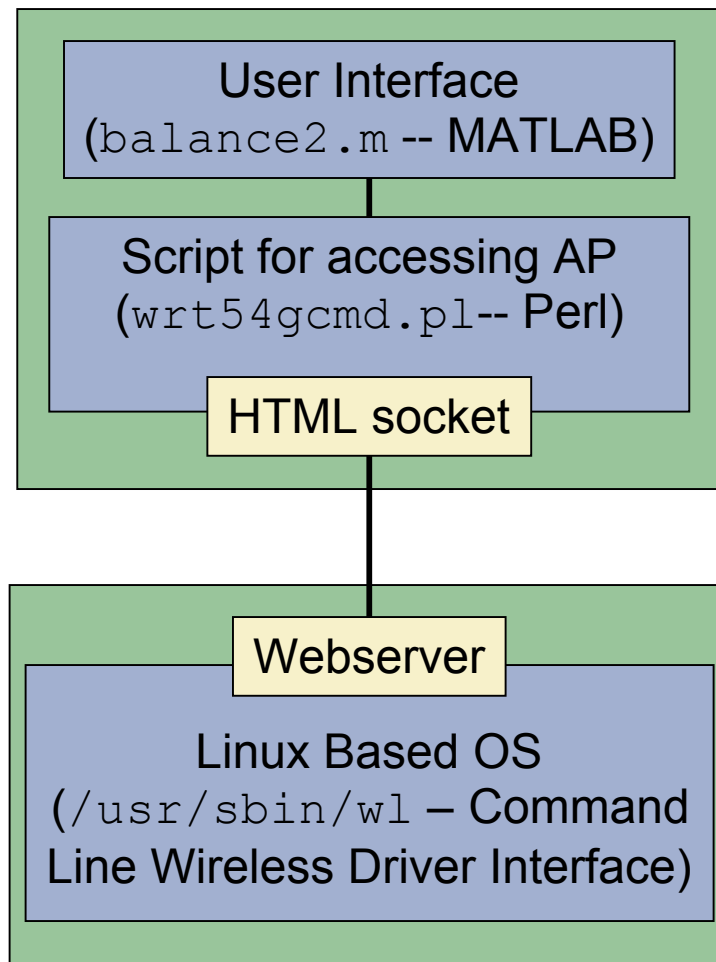 User Interface
(balance2.m -- MATLAB)
Script for accessing AP
(wrt54gcmd.pl-- Perl)
HTML socket
Webserver
Linux Based OS
(/usr/sbin/wl – Command
Line Wireless Driver Interface)